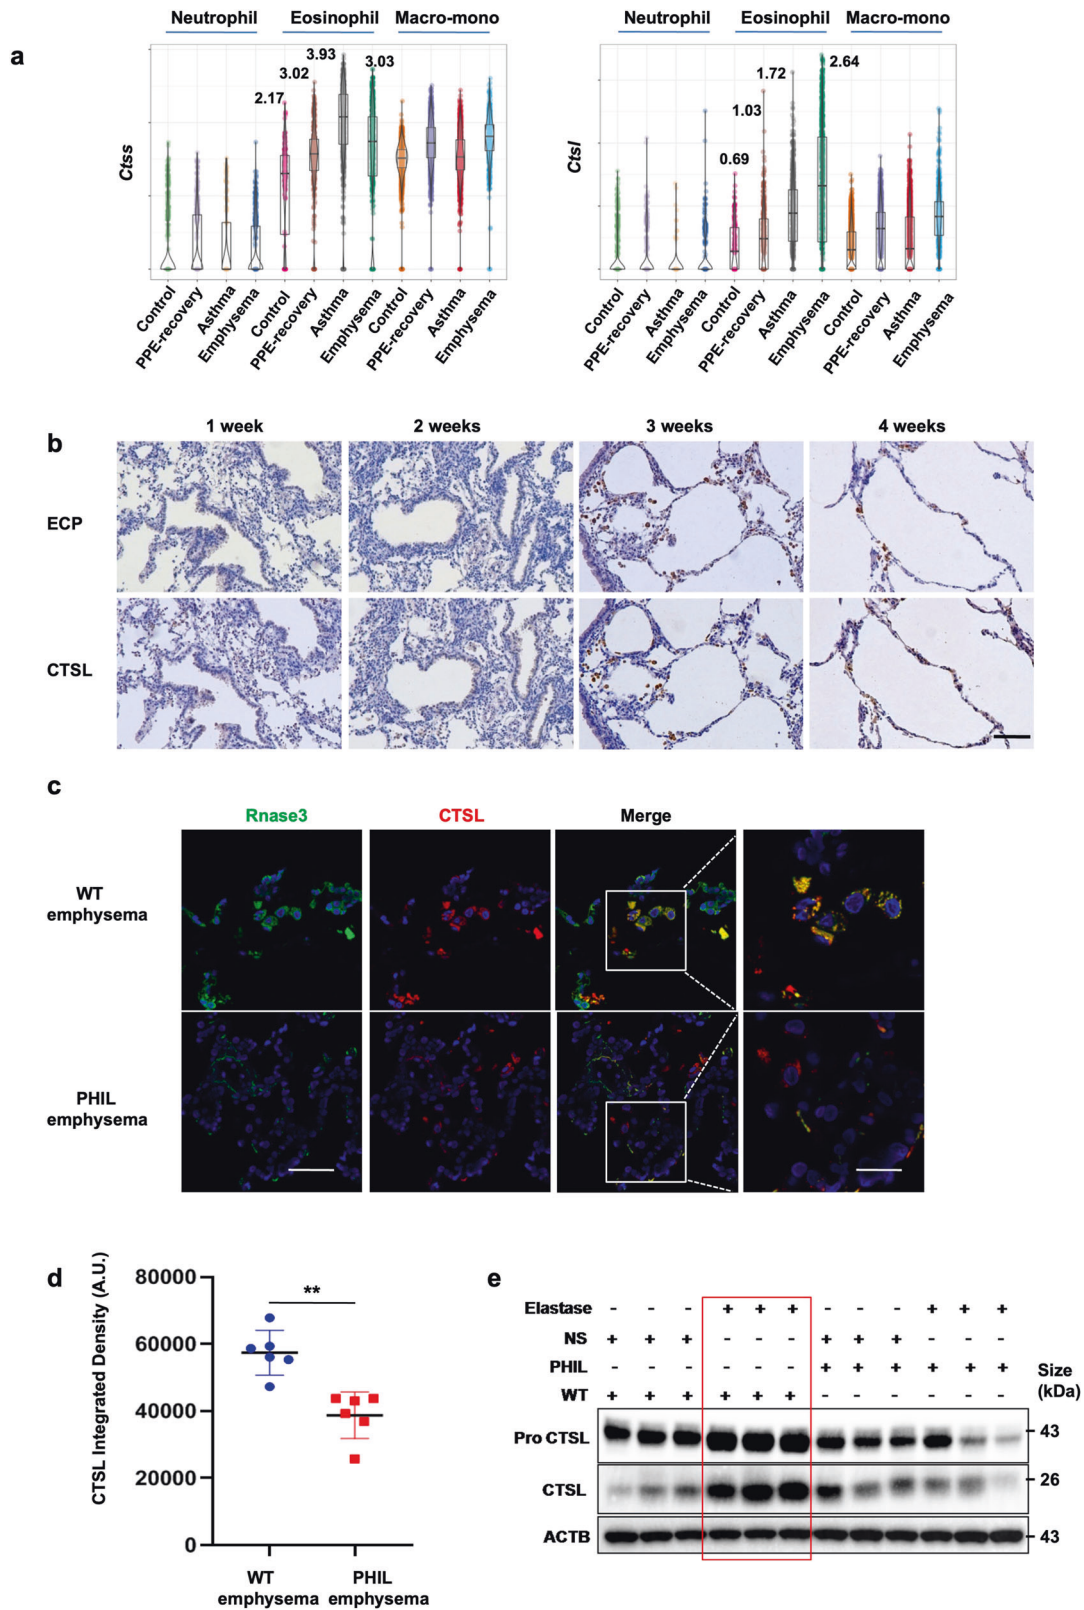 a
Neutrophil Eosinophil Macro-mono
Ctss
2.17 3.02 3.93 3.03
Control PPE-recovery Asthma Emphysema Control PPE-recovery Asthma Emphysema Control PPE-recovery Asthma Emphysema
Neutrophil Eosinophil Macro-mono
Ctsl
0.69 1.03 1.72 2.64
Control PPE-recovery Asthma Emphysema Control PPE-recovery Asthma Emphysema Control PPE-recovery Asthma Emphysema
b
1 week 2 weeks 3 weeks 4 weeks
ECP
CTSL
c
Rnase3 CTSL Merge
WT
emphysema
PHIL
emphysema
d
CTSL Integrated Density (A.U.)
80000
60000
40000
20000
0
**
WT
emphysema
PHIL
emphysema
e
Elastase - - - + + + - - - + + +
NS + + + - - - + + + - - -
PHIL - - - - - - + + + + + +
WT + + + + + + - - - - - -
Size
(kDa)
Pro CTSL 43
CTSL 26
ACTB 43